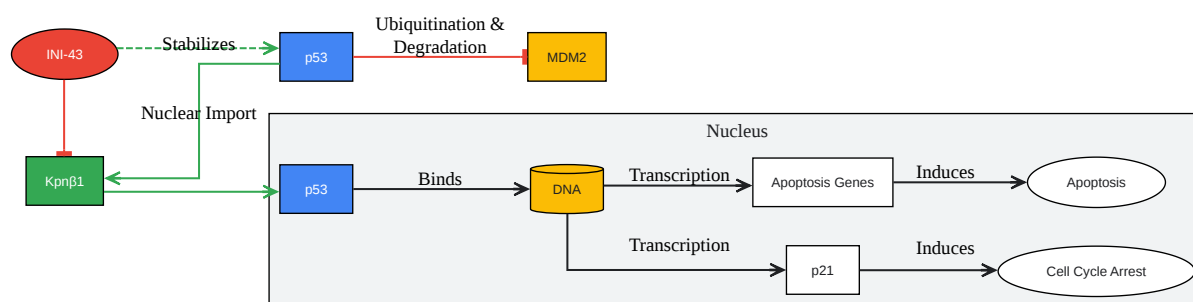 INI-43
Stabilizes
p53
Ubiquitination &
Degradation
MDM2
Nuclear Import
Nucleus
Kpnβ1
p53
Binds
DNA
Transcription
Apoptosis Genes
Induces
Apoptosis
Transcription
p21
Induces
Cell Cycle Arrest